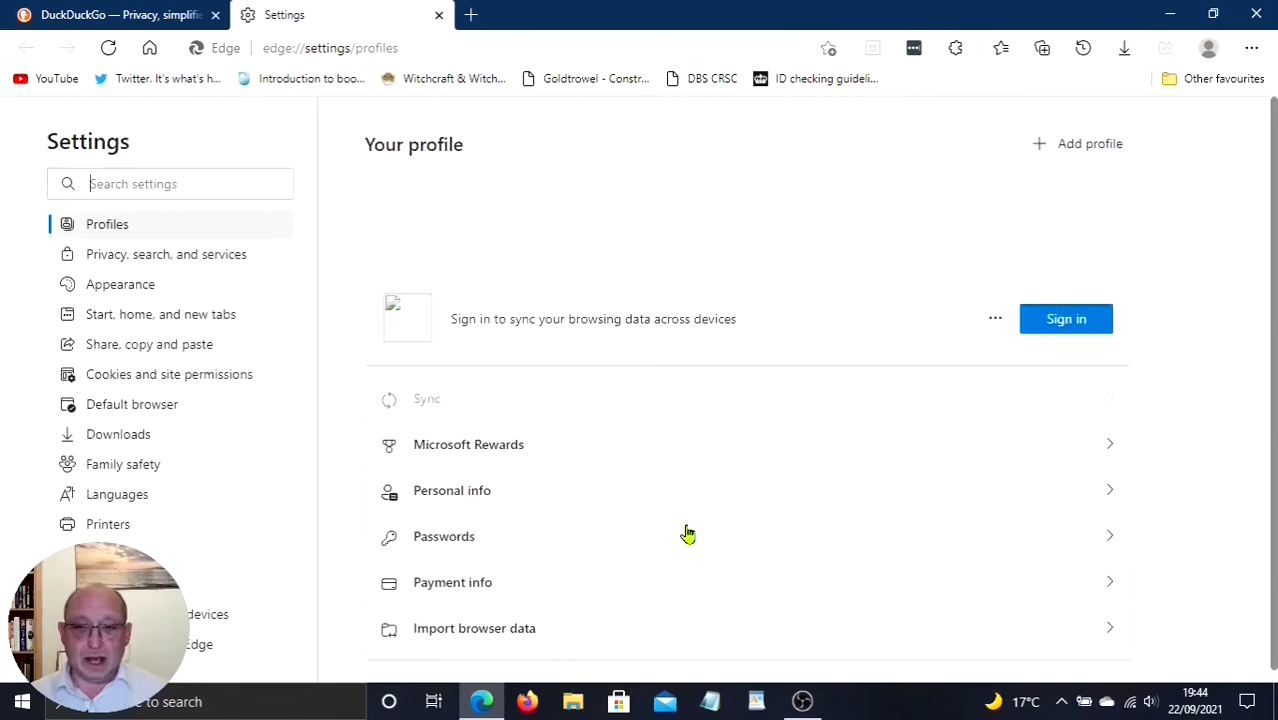 DuckDuckGo — Privacy, simplifi
Settings
Edge
edge://settings/profiles
YouTube
Twitter. It's what's h...
Introduction to boo...
Witchcraft & Witch...
Goldtrowel - Constr...
DBS CRSC
ID checking guideli...
Other favourites
Settings
Search settings
Profiles
Privacy, search, and services
Appearance
Start, home, and new tabs
Share, copy and paste
Cookies and site permissions
Default browser
Downloads
Family safety
Languages
Printers
devices
Edge
Your profile
Add profile
Sign in to sync your browsing data across devices
Sign in
Sync
Microsoft Rewards
Personal info
Passwords
Payment info
Import browser data
to search
17°C
19:44
22/09/2021